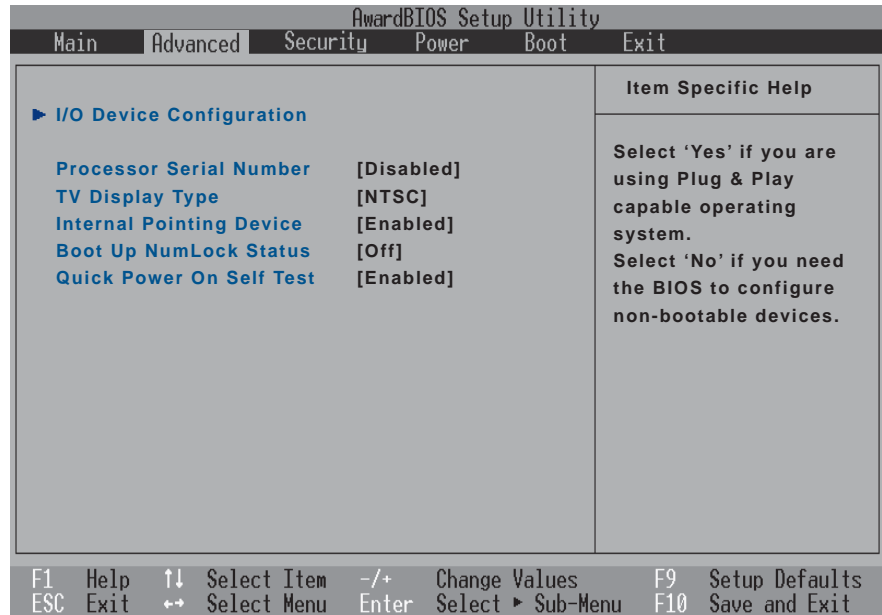 AwardBIOS Setup Utility
Main Advanced Security Power Boot Exit
▶ I/O Device Configuration
Processor Serial Number [Disabled]
TV Display Type [NTSC]
Internal Pointing Device [Enabled]
Boot Up NumLock Status [Off]
Quick Power On Self Test [Enabled]
Item Specific Help
Select ‘Yes’ if you are
using Plug & Play
capable operating
system.
Select ‘No’ if you need
the BIOS to configure
non-bootable devices.
F1 Help ↑↓ Select Item -/+ Change Values F9 Setup Defaults
ESC Exit ←→ Select Menu Enter Select ▶ Sub-Menu F10 Save and Exit